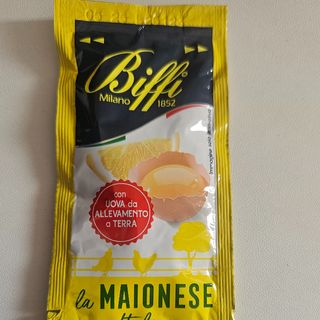 Biffi
Milano 1852
con
UOVA da
ALLEVAMENTO
a TERRA
la MAIONESE